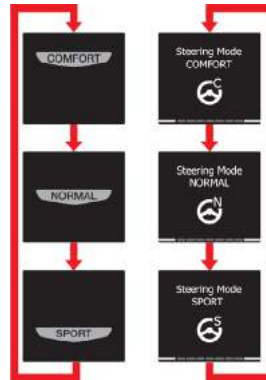 COMFORT
Steering Mode
COMFORT
C
NORMAL
Steering Mode
NORMAL
N
SPORT
Steering Mode
SPORT
S